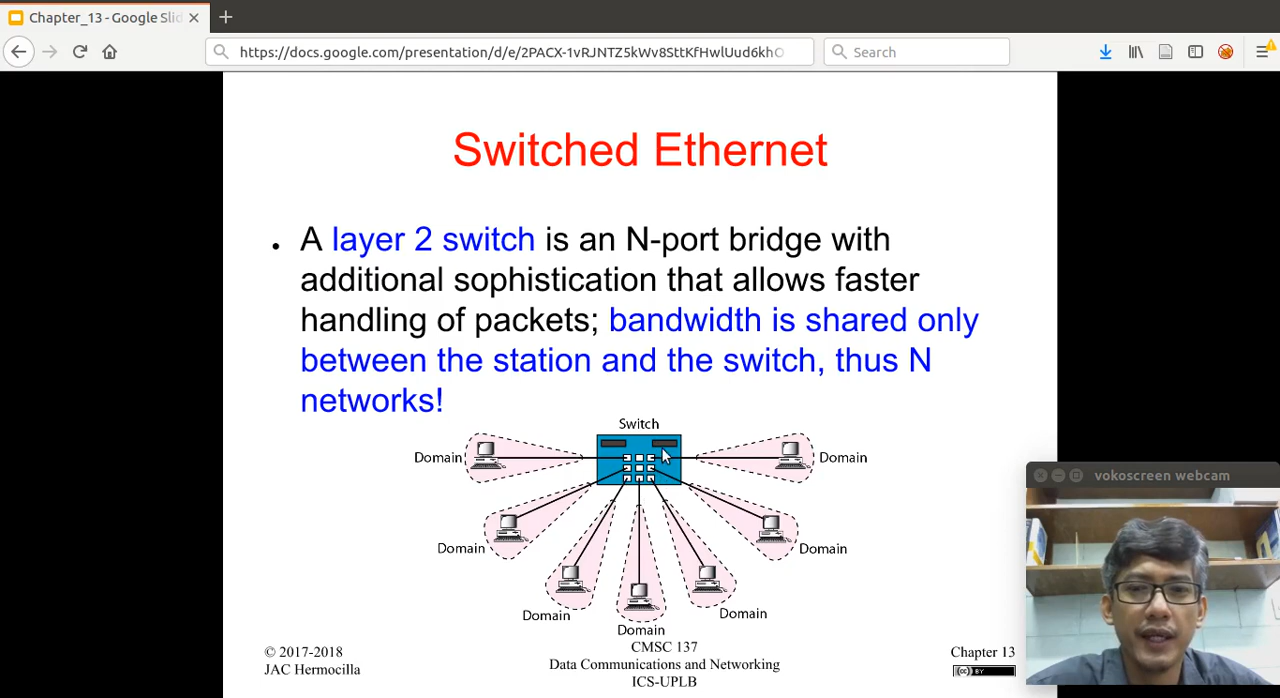 Chapter_13 - Google Slid
https://docs.google.com/presentation/d/e/2PACX-1vRJNTZ5kWv8SttKfHwlUud6khO
Search
Switched Ethernet
• A layer 2 switch is an N-port bridge with
additional sophistication that allows faster
handling of packets; bandwidth is shared only
between the station and the switch, thus N
networks!
Switch
Domain
Domain
Domain
Domain
Domain
Domain
Domain
vokoscreen webcam
© 2017-2018
JAC Hermocilla
CMSC 137
Data Communications and Networking
ICS-UPLB
Chapter 13
(cc) BY